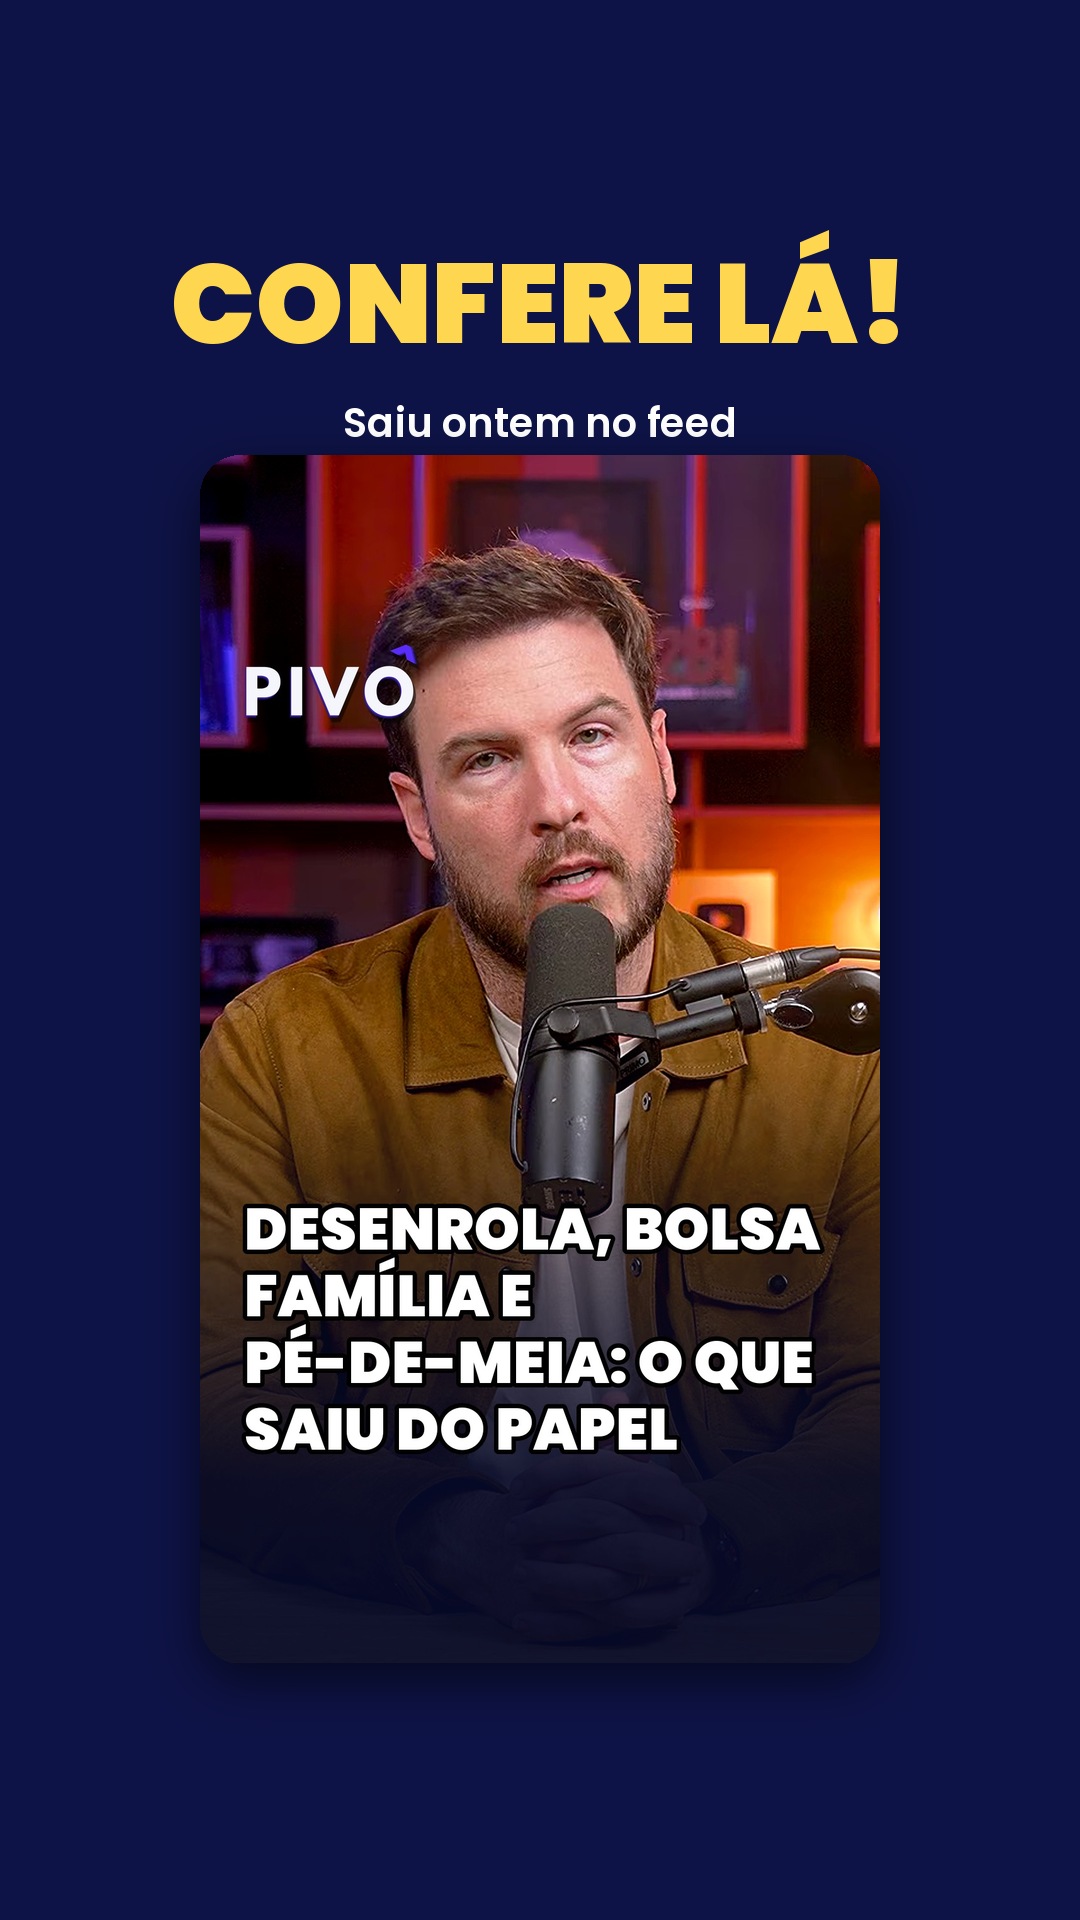 CONFERE LÁ!
Saiu ontem no feed
PIVÔ
DESENROLA, BOLSA
FAMÍLIA E
PÉ-DE-MEIA: O QUE
SAIU DO PAPEL